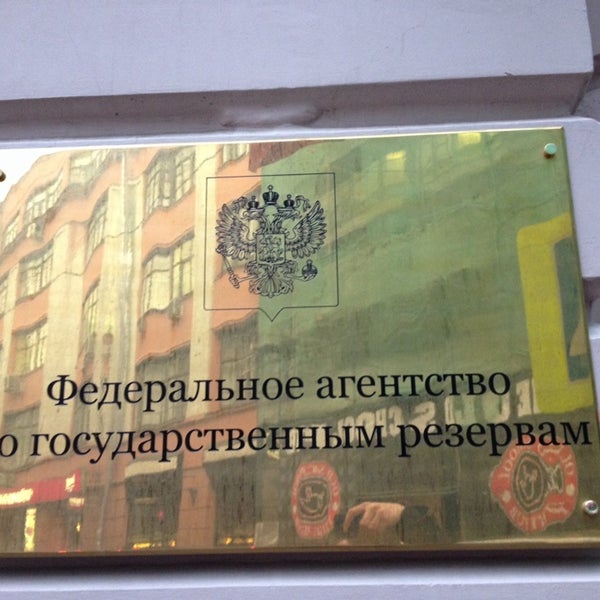 Федеральное агентство
о государственным резервам